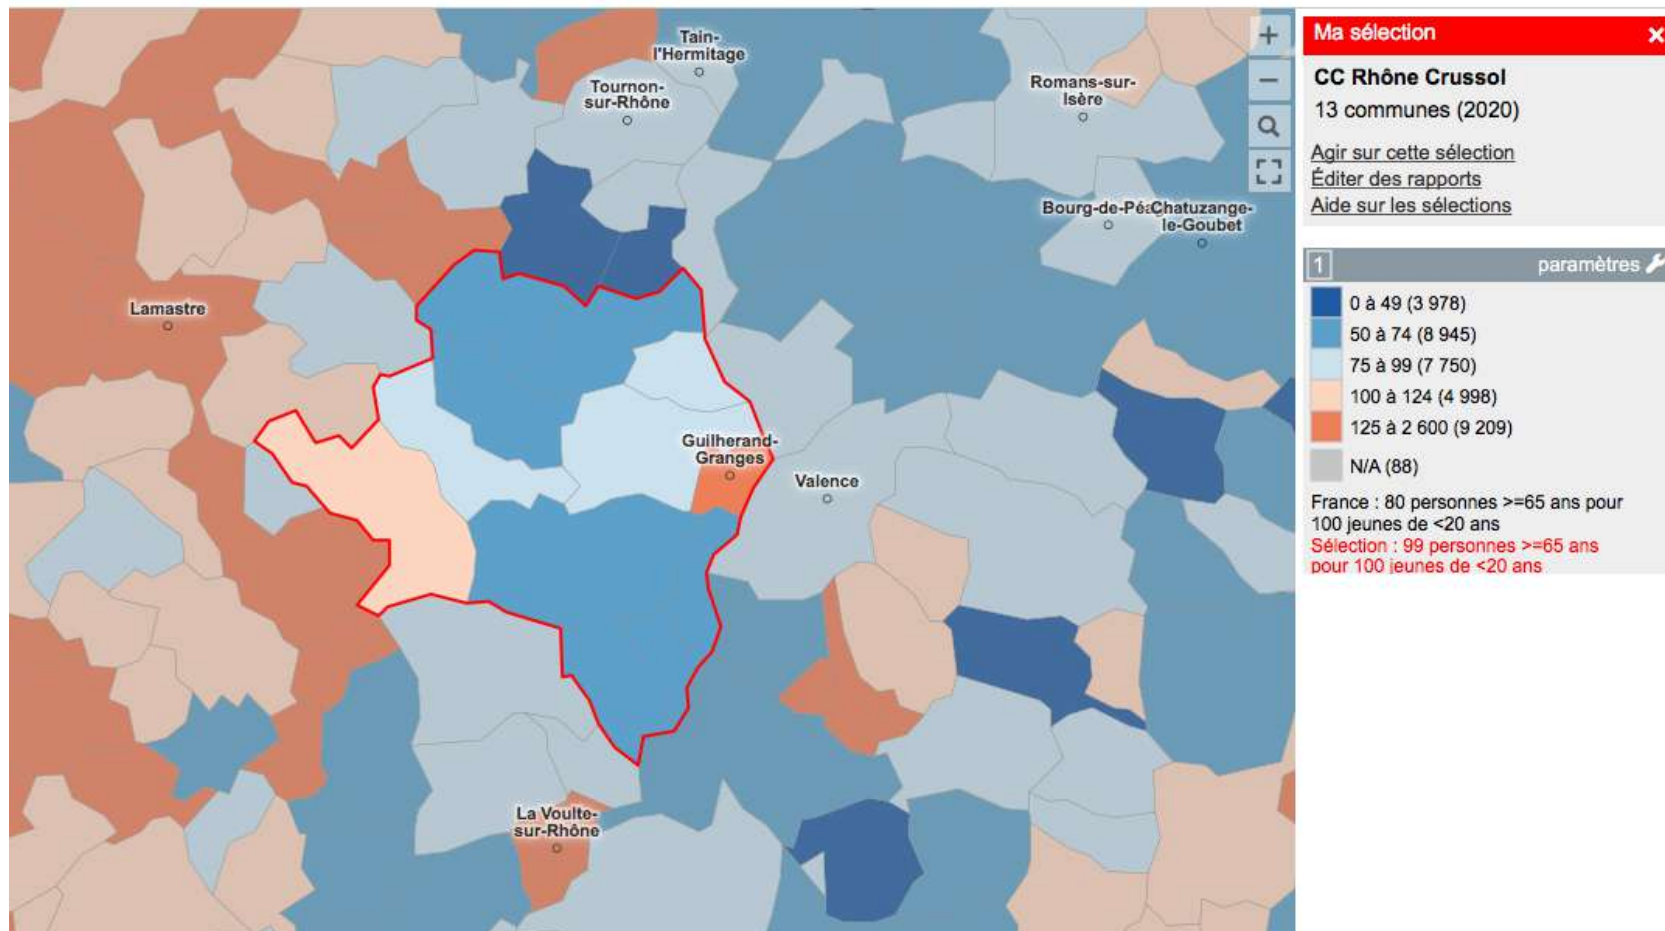 Tain-
l'Hermitage
Tournon-
sur-Rhône
Romans-sur-
Isère
Bourg-de-Péa
Chatuzange-
le-Goubet
Lamastre
Guilherand-
Granges
Valence
La Voulte-
sur-Rhône
+
−
Ma sélection
×
CC Rhône Crussol
13 communes (2020)
Agir sur cette sélection
Éditer des rapports
Aide sur les sélections
1 paramètres
0 à 49 (3 978)
50 à 74 (8 945)
75 à 99 (7 750)
100 à 124 (4 998)
125 à 2 600 (9 209)
N/A (88)
France : 80 personnes >=65 ans pour
100 jeunes de <20 ans
Sélection : 99 personnes >=65 ans
pour 100 jeunes de <20 ans